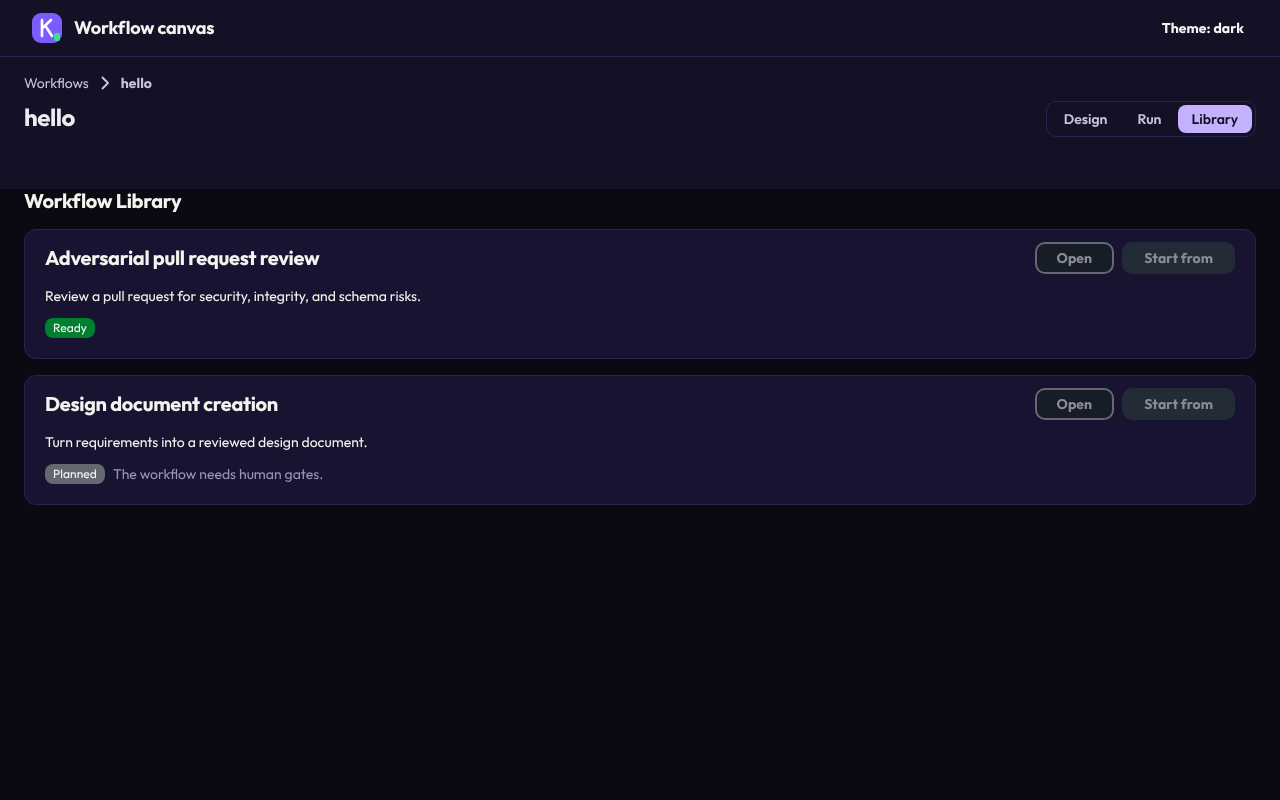 K Workflow canvas
Theme: dark
Workflows > hello
hello
Design Run Library
Workflow Library
Adversarial pull request review
Open Start from
Review a pull request for security, integrity, and schema risks.
Ready
Design document creation
Open Start from
Turn requirements into a reviewed design document.
Planned The workflow needs human gates.